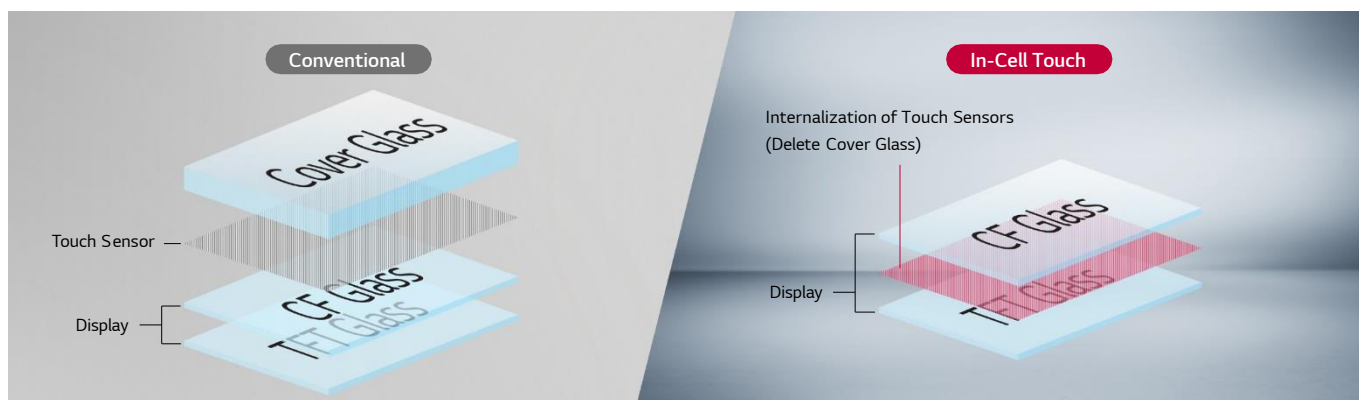 Conventional
Cover Glass
Touch Sensor
CF Glass
TFT Glass
Display
In-Cell Touch
Internalization of Touch Sensors
(Delete Cover Glass)
CF Glass
TFT Glass
Display